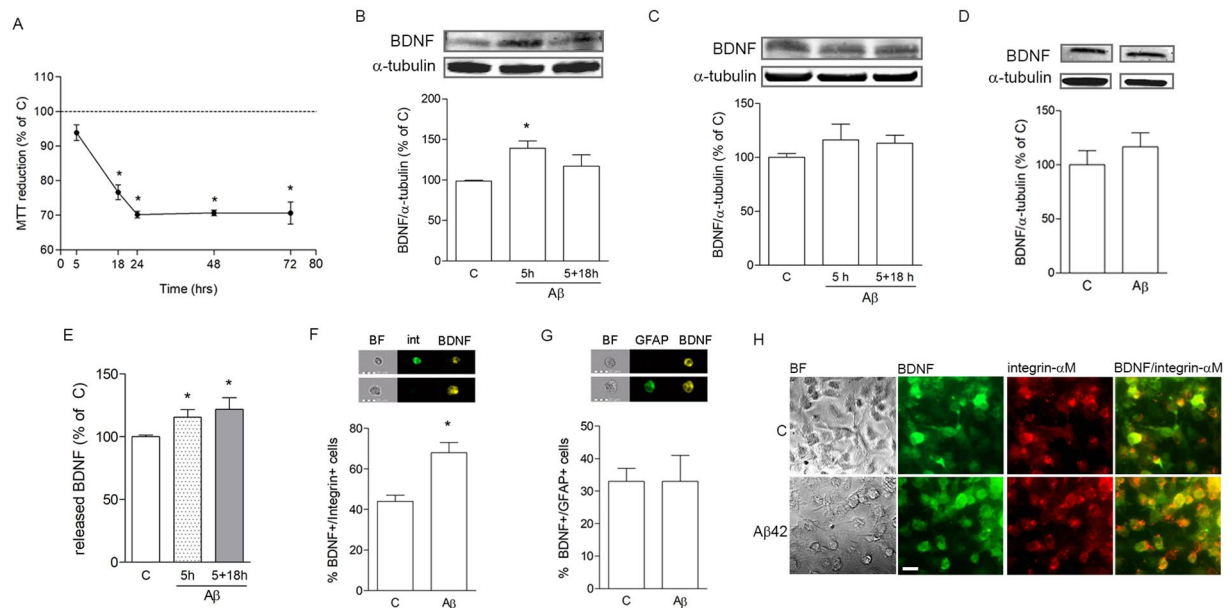 A
MTT reduction (% of C)
110
100
90
80
70
60
* * * *
0 5 18 24 48 72 80
Time (hrs)
B
BDNF
α-tubulin
BDNF/α-tubulin (% of C)
200
150
100
50
0
*
C 5h 5+18h
Aβ
C
BDNF
α-tubulin
BDNF/α-tubulin (% of C)
150
100
50
0
C 5 h 5+18 h
Aβ
D
BDNF
α-tubulin
BDNF/α-tubulin (% of C)
200
150
100
50
0
C Aβ
E
released BDNF (% of C)
150
100
50
0
* *
C 5h 5+18h
Aβ
F
BF int BDNF
% BDNF+/Integrin+ cells
80
60
40
20
0
*
C Aβ
G
BF GFAP BDNF
% BDNF+/GFAP+ cells
50
40
30
20
10
0
C Aβ
H
BF BDNF integrin-αM BDNF/integrin-αM
C
Aβ42